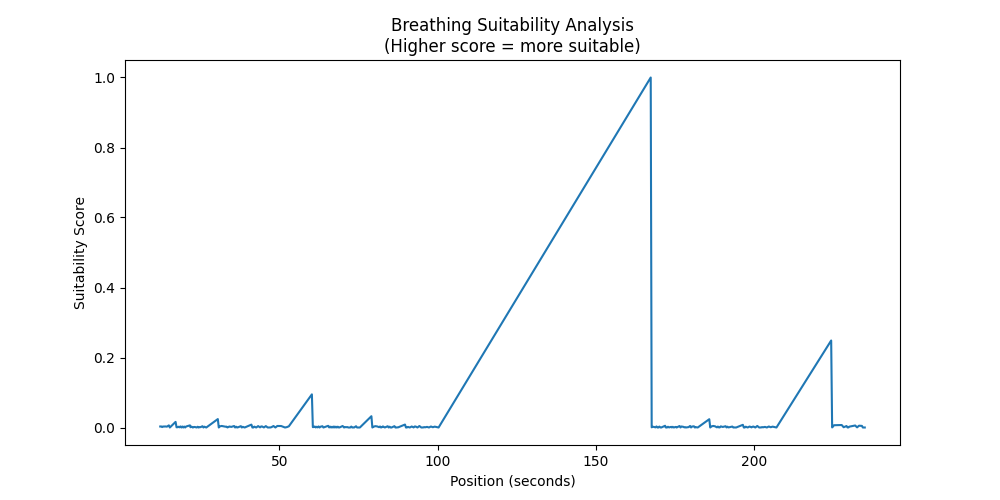 Breathing Suitability Analysis
(Higher score = more suitable)
1.0
0.8
0.6
0.4
0.2
0.0
Suitability Score
50 100 150 200
Position (seconds)